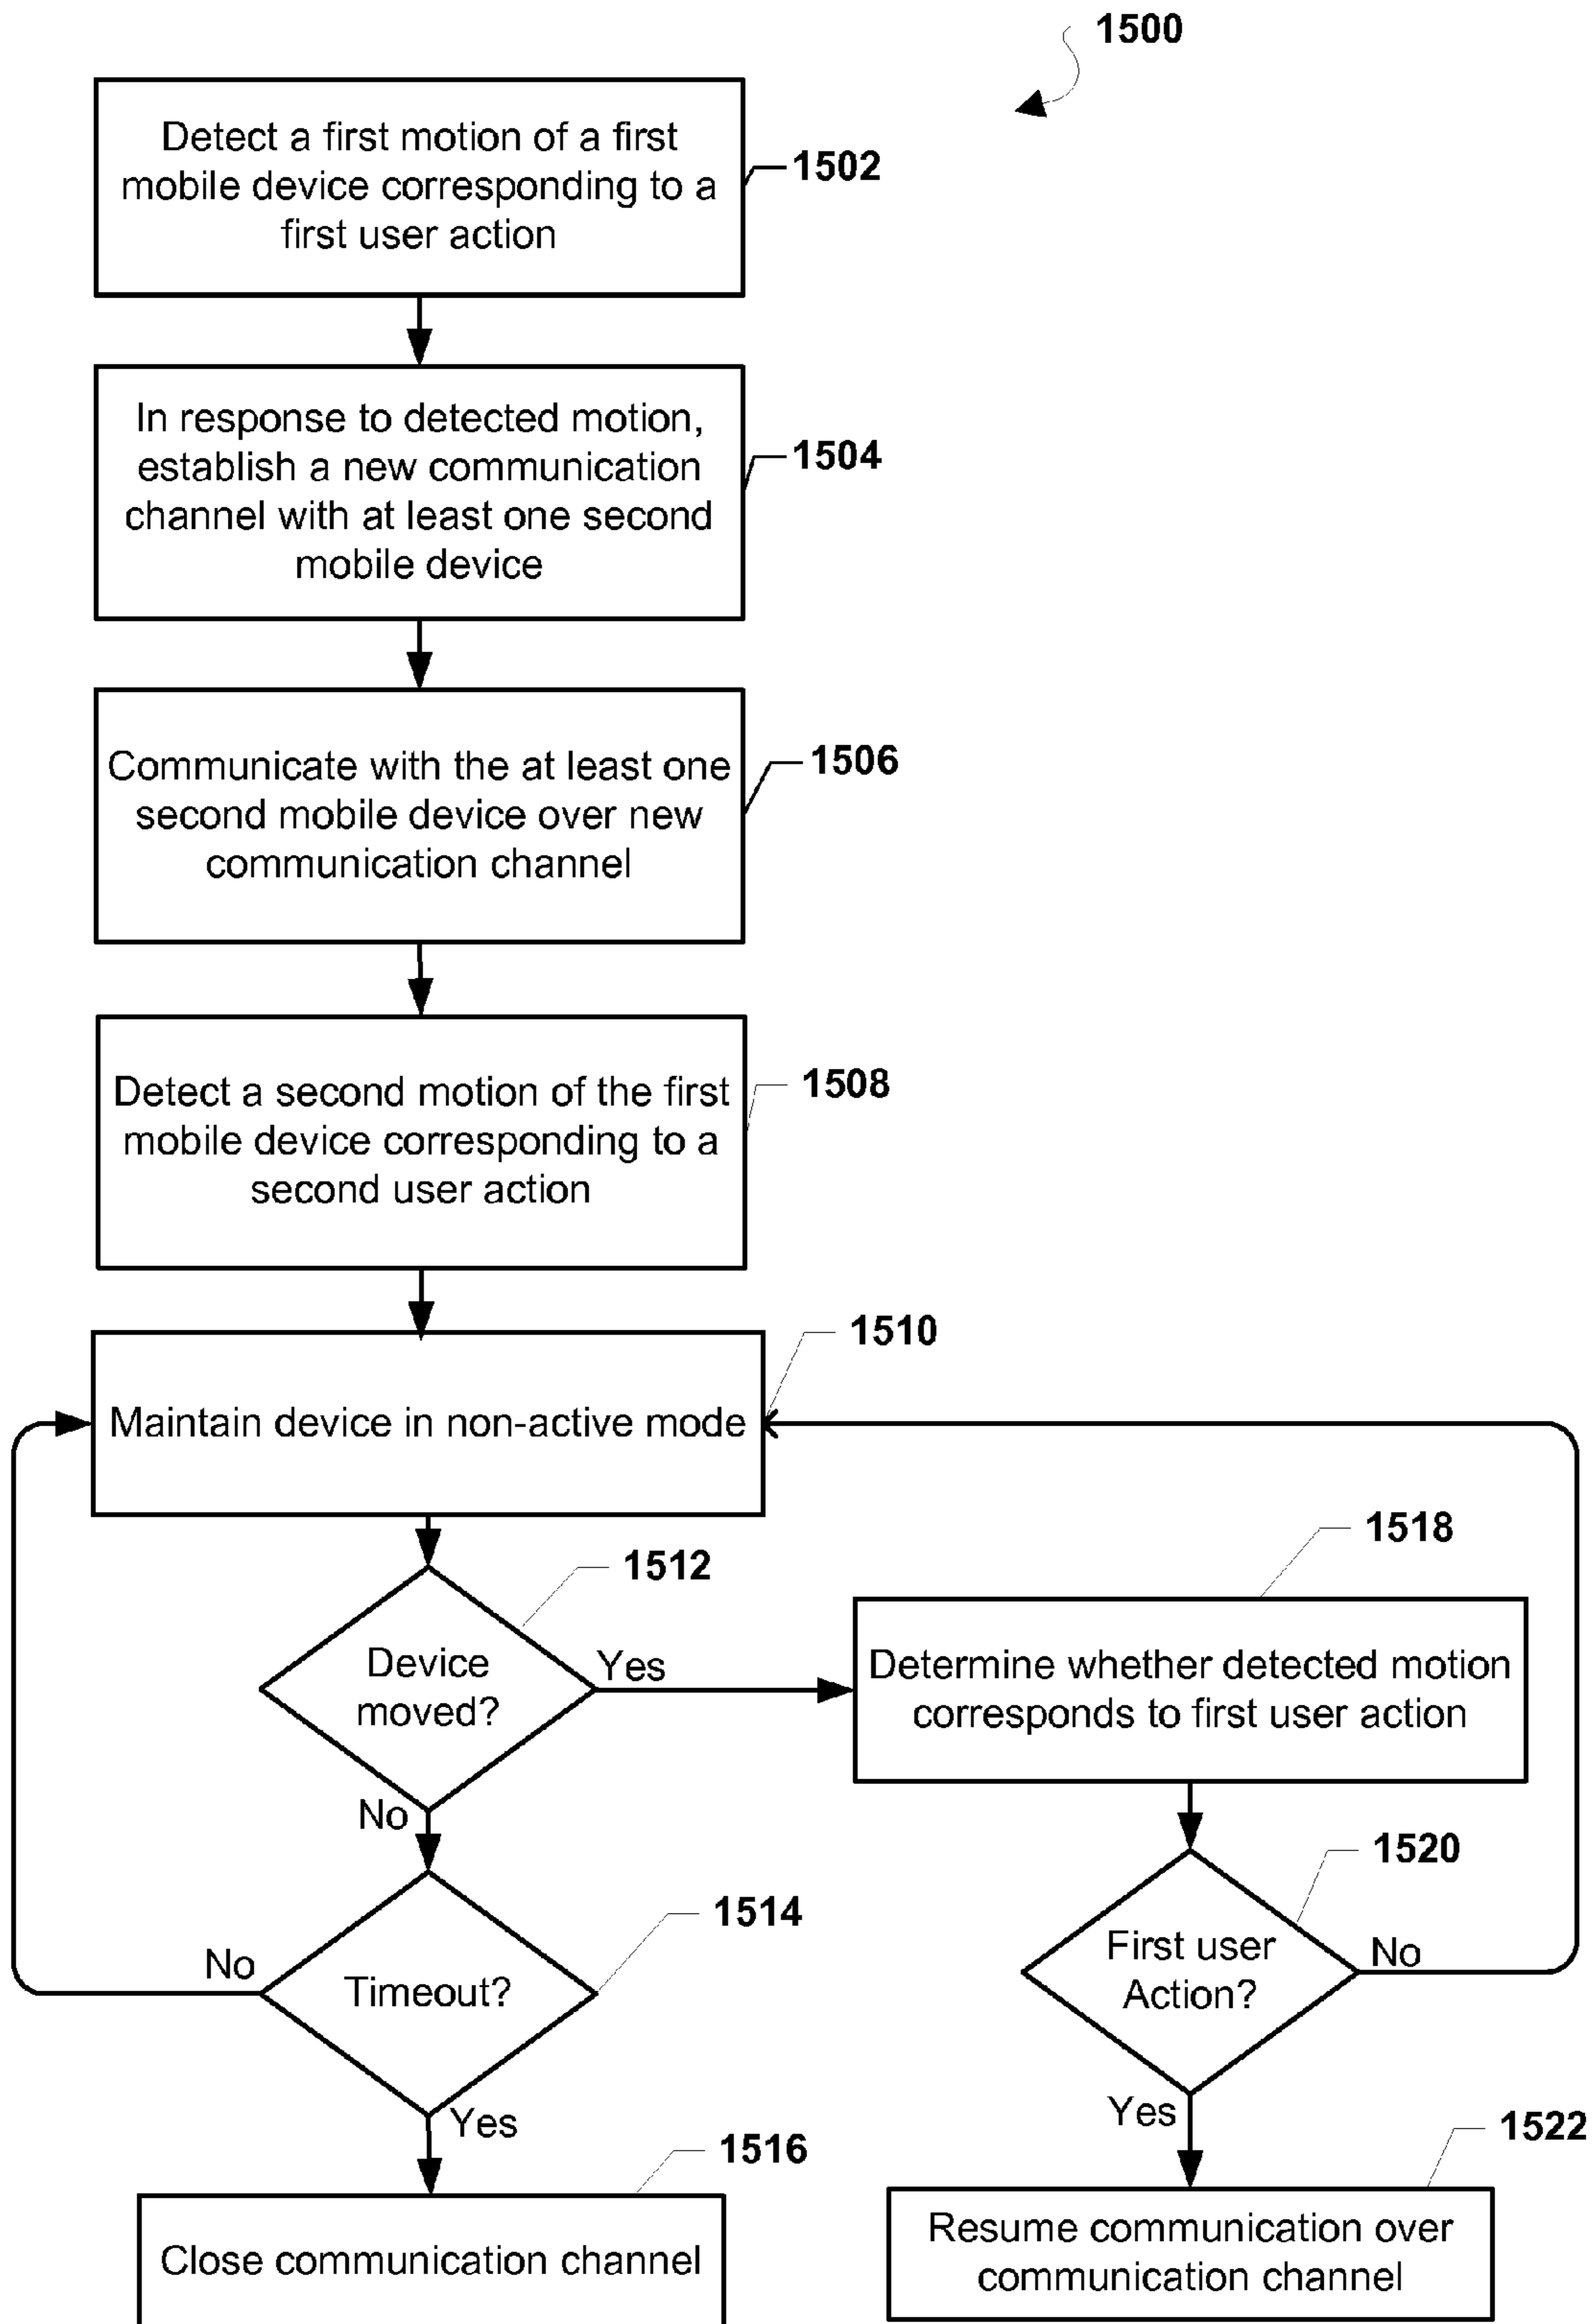 1500
Detect a first motion of a first
mobile device corresponding to a
first user action
1502
In response to detected motion,
establish a new communication
channel with at least one second
mobile device
1504
Communicate with the at least one
second mobile device over new
communication channel
1506
Detect a second motion of the first
mobile device corresponding to a
second user action
1508
Maintain device in non-active mode
1510
Device
moved?
1512
Yes
No
Determine whether detected motion
corresponds to first user action
1518
Timeout?
1514
No
Yes
First user
Action?
1520
No
Yes
Close communication channel
1516
Resume communication over
communication channel
1522